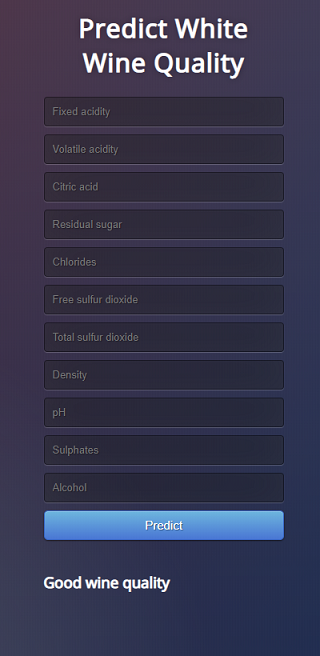 Predict White
Wine Quality
Fixed acidity
Volatile acidity
Citric acid
Residual sugar
Chlorides
Free sulfur dioxide
Total sulfur dioxide
Density
pH
Sulphates
Alcohol
Predict
Good wine quality